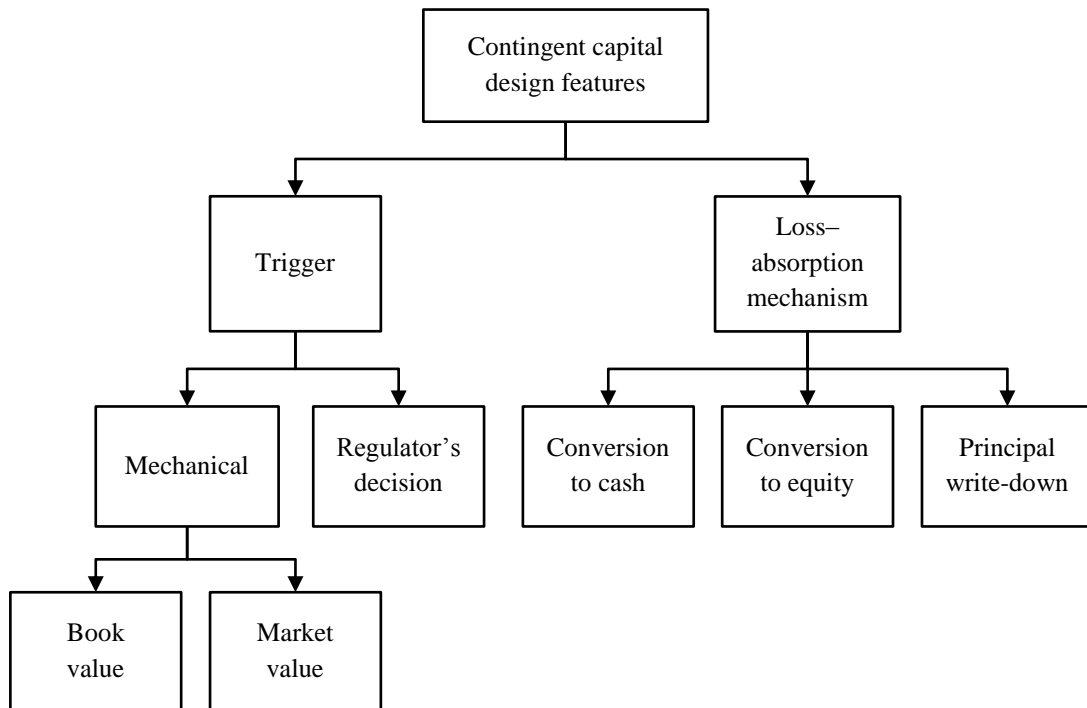 Contingent capital
design features
Trigger
Loss–
absorption
mechanism
Mechanical
Regulator’s
decision
Conversion
to cash
Conversion
to equity
Principal
write-down
Book
value
Market
value